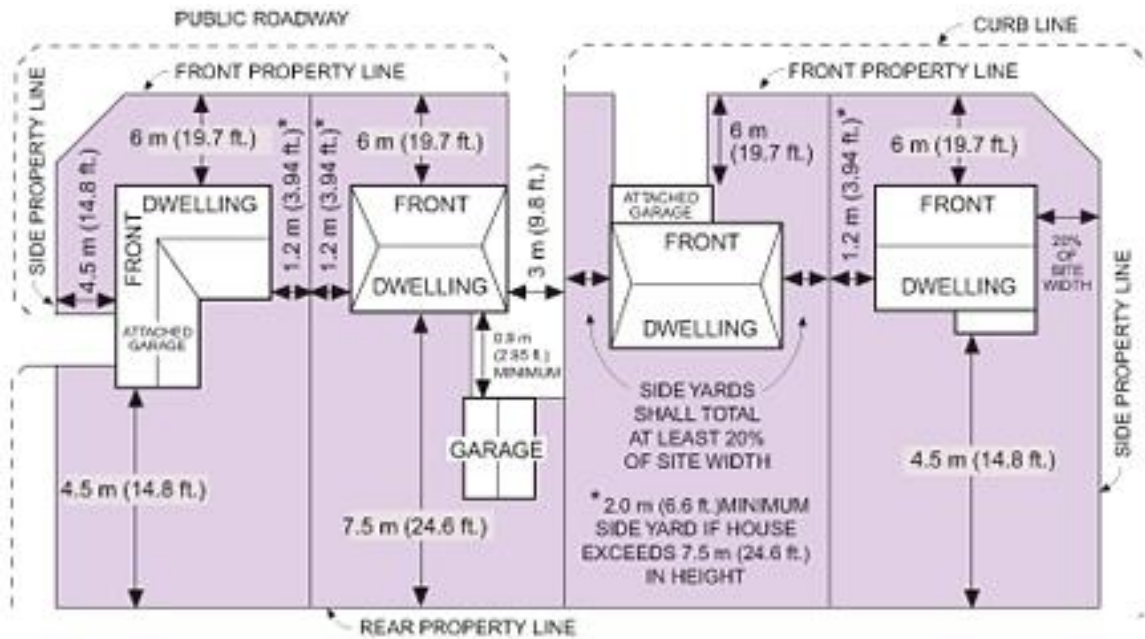 PUBLIC ROADWAY
CURB LINE
FRONT PROPERTY LINE
FRONT PROPERTY LINE
SIDE PROPERTY LINE
4.5 m (14.8 ft.)
6 m (19.7 ft.)
1.2 m (3.94 ft.)*
1.2 m (3.94 ft.)*
6 m (19.7 ft.)
3 m (9.8 ft.)
6 m
(19.7 ft.)
1.2 m (3.94 ft.)*
6 m (19.7 ft.)
DWELLING
FRONT
ATTACHED
GARAGE
FRONT
DWELLING
ATTACHED
GARAGE
FRONT
DWELLING
FRONT
DWELLING
20%
OF
SITE
WIDTH
0.9 m
(2.95 ft.)
MINIMUM
GARAGE
SIDE YARDS
SHALL TOTAL
AT LEAST 20%
OF SITE WIDTH
SIDE PROPERTY LINE
4.5 m (14.8 ft.)
7.5 m (24.6 ft.)
4.5 m (14.8 ft.)
*2.0 m (6.6 ft.)MINIMUM
SIDE YARD IF HOUSE
EXCEEDS 7.5 m (24.6 ft.)
IN HEIGHT
REAR PROPERTY LINE